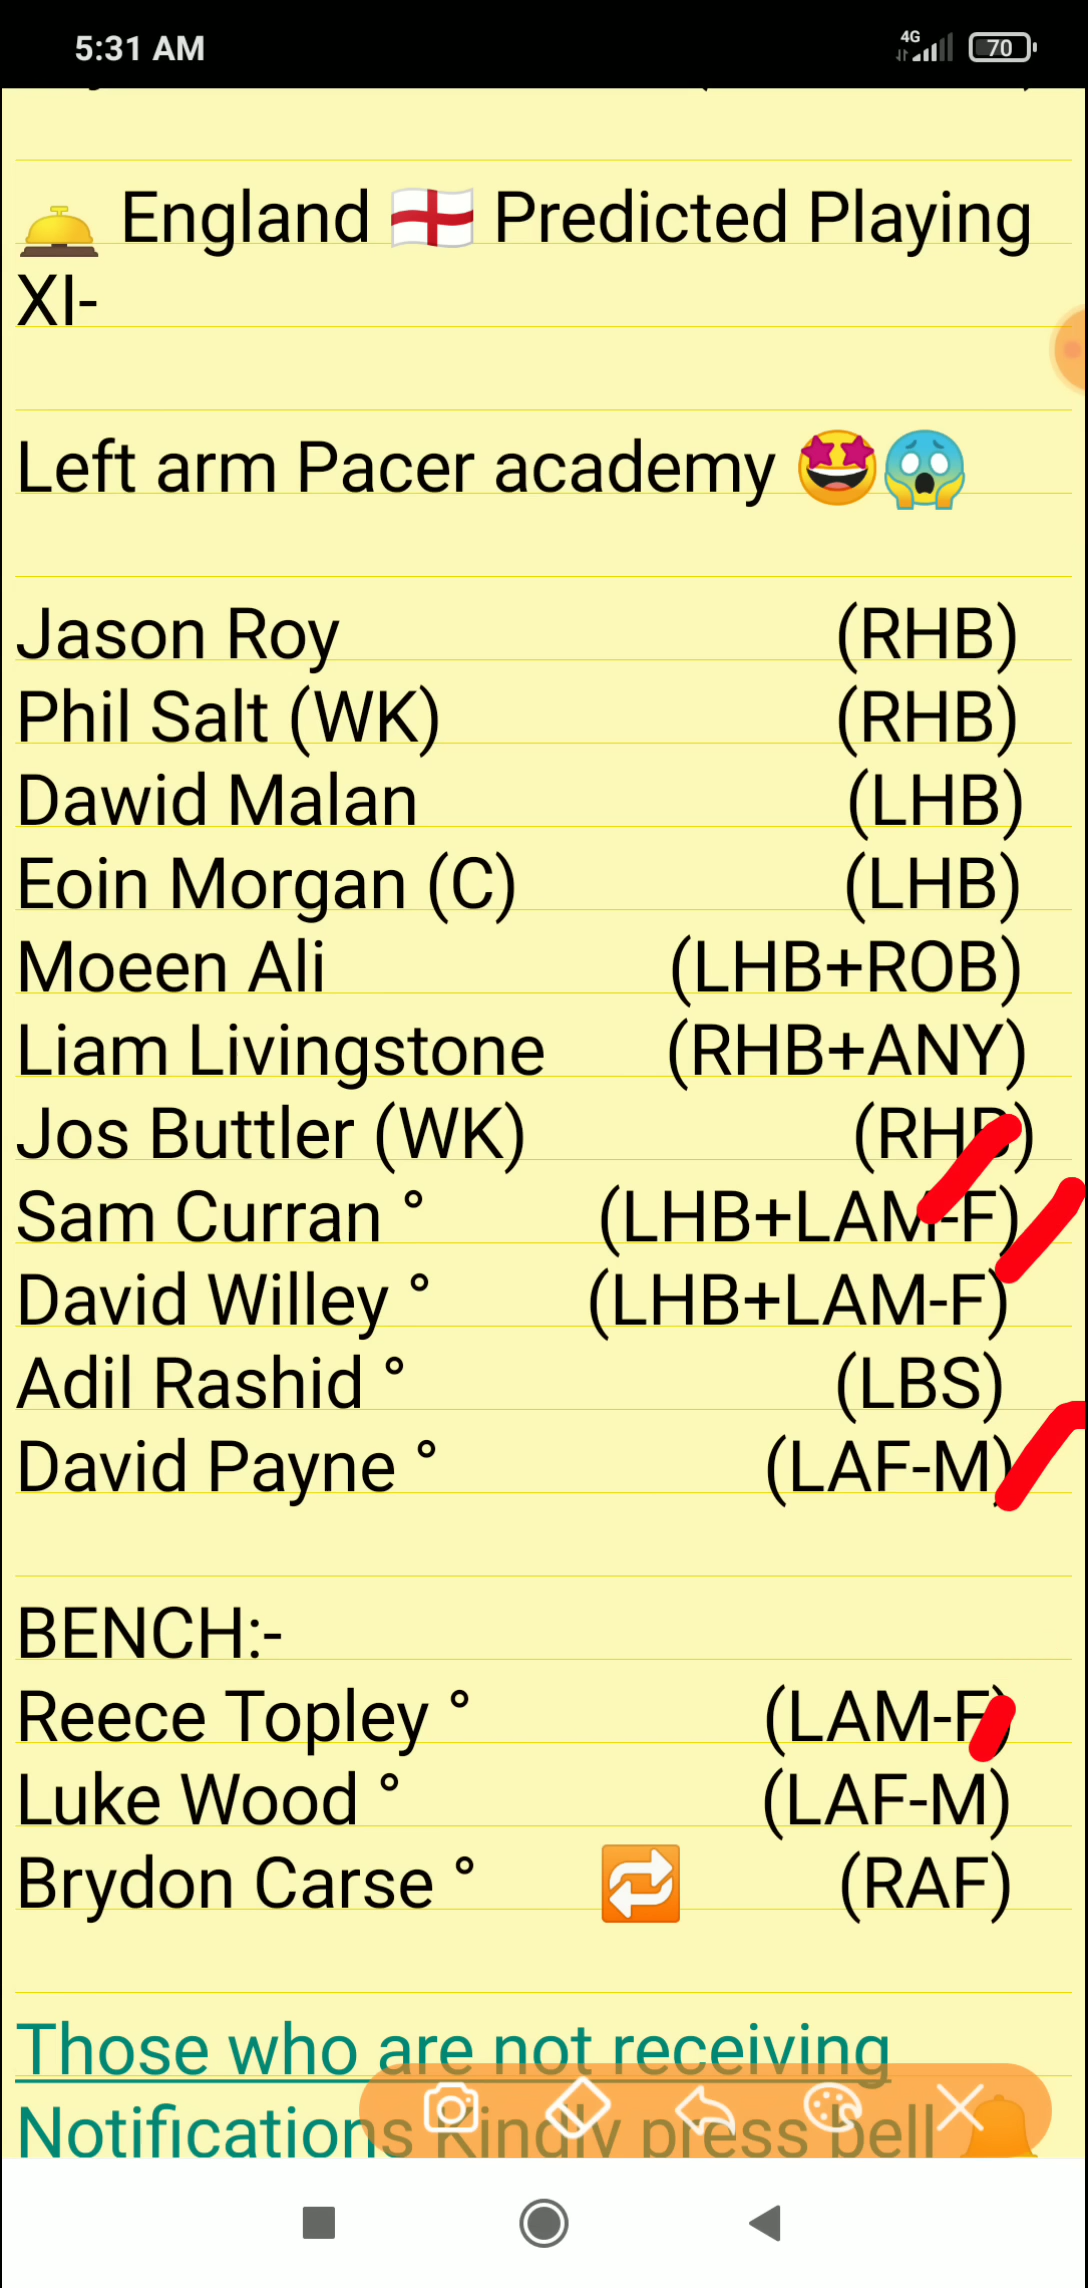 5:31 AM
4G
70
🛎️ England 🏴󠁧󠁢󠁥󠁮󠁧󠁿 Predicted Playing
XI-
Left arm Pacer academy 🤩😱
Jason Roy (RHB)
Phil Salt (WK) (RHB)
Dawid Malan (LHB)
Eoin Morgan (C) (LHB)
Moeen Ali (LHB+ROB)
Liam Livingstone (RHB+ANY)
Jos Buttler (WK) (RHB)
Sam Curran ° (LHB+LAM-F)
David Willey ° (LHB+LAM-F)
Adil Rashid ° (LBS)
David Payne ° (LAF-M)
BENCH:-
Reece Topley ° (LAM-F)
Luke Wood ° (LAF-M)
Brydon Carse ° 🔁 (RAF)
Those who are not receiving
Notifications Kindly press bell 🔔